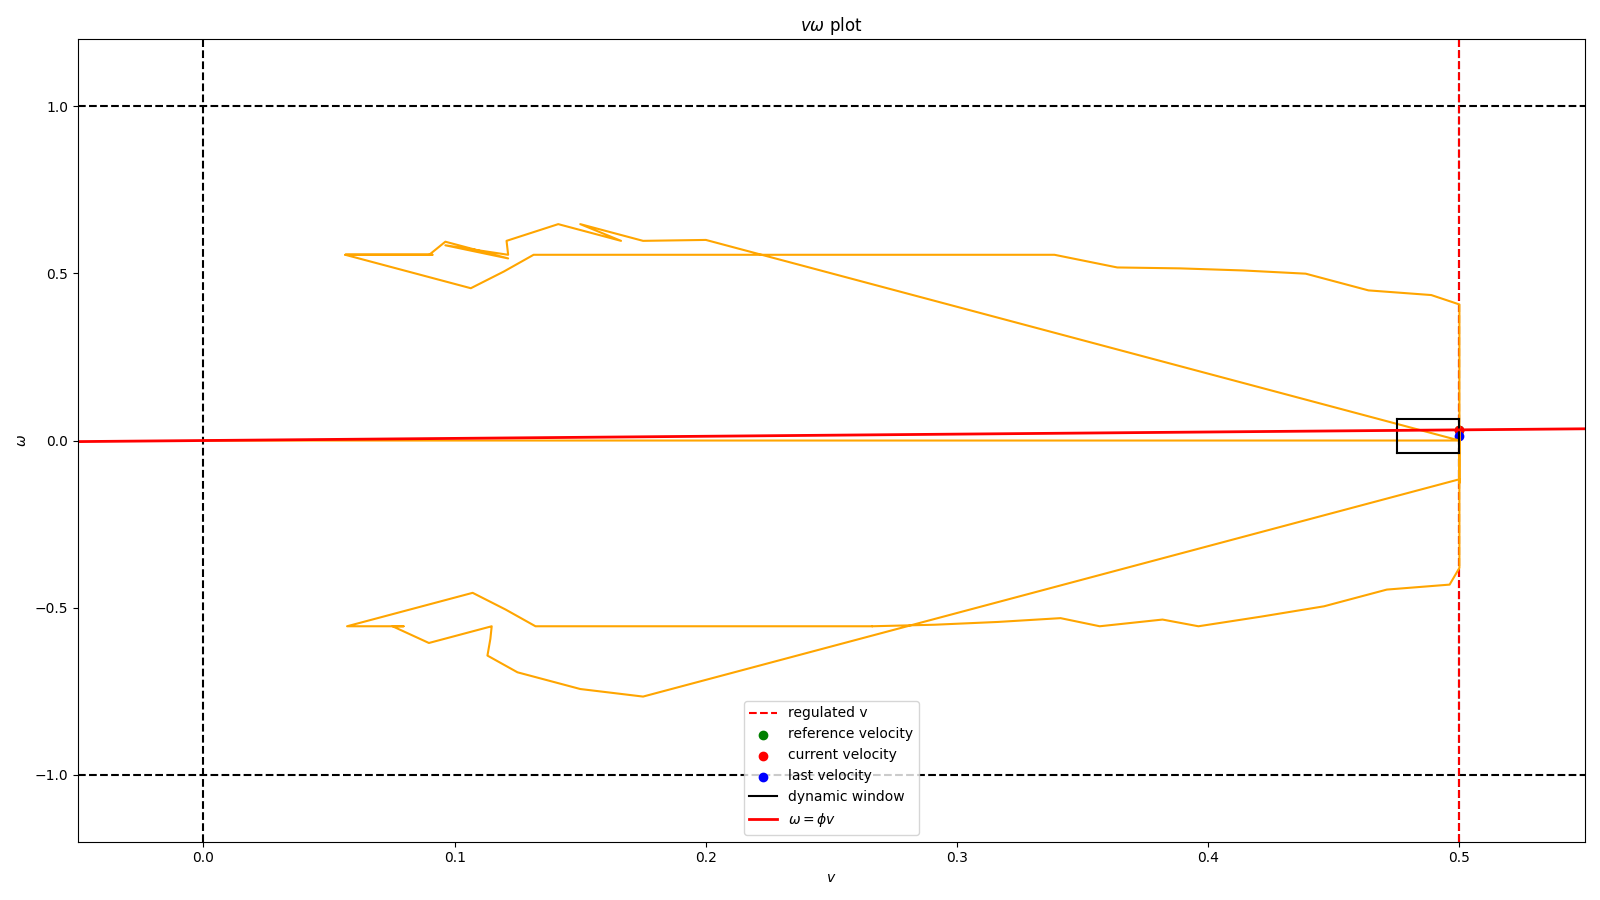 vω plot
1.0
0.5
0.0
−0.5
−1.0
ω
0.0
0.1
0.2
0.3
0.4
0.5
v
regulated v
reference velocity
current velocity
last velocity
dynamic window
ω = ϕv